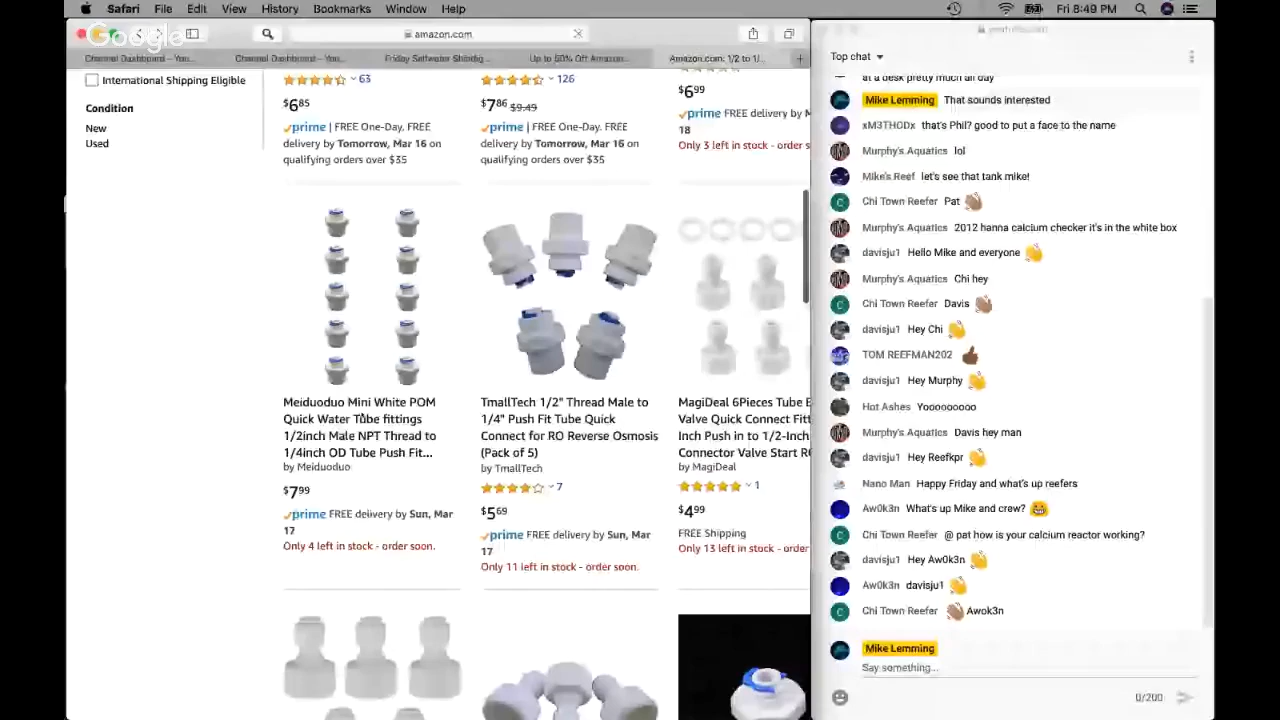 Safari File Edit View History Bookmarks Window Help
Fri 8:49 PM
Google
amazon.com
Channel Dashboard – You...
Channel Dashboard – You...
Friday Saltwater Shindig...
Up to 50% Off Amazon...
Amazon.com: 1/2 to 1/...
International Shipping Eligible
Condition
New
Used
63
$6.85
prime | FREE One-Day. FREE
delivery by Tomorrow, Mar 16 on
qualifying orders over $35
126
$7.86 $9.49
prime | FREE One-Day. FREE
delivery by Tomorrow, Mar 16 on
qualifying orders over $35
$6.99
prime FREE delivery by
18
Only 3 left in stock - order s
Meiduoduo Mini White POM
Quick Water Tube fittings
1/2inch Male NPT Thread to
1/4inch OD Tube Push Fit...
by Meiduoduo
$7.99
prime FREE delivery by Sun, Mar
17
Only 4 left in stock - order soon.
TmallTech 1/2" Thread Male to
1/4" Push Fit Tube Quick
Connect for RO Reverse Osmosis
(Pack of 5)
by TmallTech
7
$5.69
prime FREE delivery by Sun, Mar
17
Only 11 left in stock - order soon.
MagiDeal 6Pieces Tube
Valve Quick Connect Fit
Inch Push in to 1/2-Inch
Connector Valve Start
by MagiDeal
1
$4.99
FREE Shipping
Only 13 left in stock - order
Top chat
at a desk pretty much all day
Mike Lemming That sounds interested
xM3THODx that's Phil? good to put a face to the name
Murphy's Aquatics lol
Mike's Reef let's see that tank mike!
Chi Town Reefer Pat 👋🏽
Murphy's Aquatics 2012 hanna calcium checker it's in the white box
davisju1 Hello Mike and everyone 👋
Murphy's Aquatics Chi hey
Chi Town Reefer Davis 👋🏽
davisju1 Hey Chi 👋
TOM REEFMAN202 👍🏾
davisju1 Hey Murphy 👋
Hot Ashes Yooooooooo
Murphy's Aquatics Davis hey man
davisju1 Hey Reefkpr 👋
Nano Man Happy Friday and what's up reefers
Aw0k3n What's up Mike and crew? 😁
Chi Town Reefer @ pat how is your calcium reactor working?
davisju1 Hey Aw0k3n 👋
Aw0k3n davisju1 👋
Chi Town Reefer 👋🏽 Awok3n
Mike Lemming
Say something...
0/200